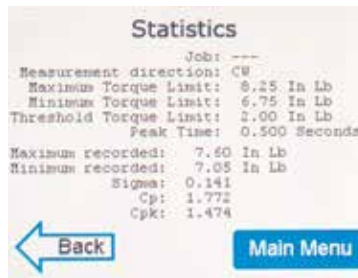 Statistics
Job: ---
Measurement direction: CW
Maximum Torque Limit: 8.25 In Lb
Minimum Torque Limit: 6.75 In Lb
Threshold Torque Limit: 2.00 In Lb
Peak Time: 0.500 Seconds
Maximum recorded: 7.60 In Lb
Minimum recorded: 7.05 In Lb
Sigma: 0.141
Cp: 1.772
Cpk: 1.474
Back
Main Menu